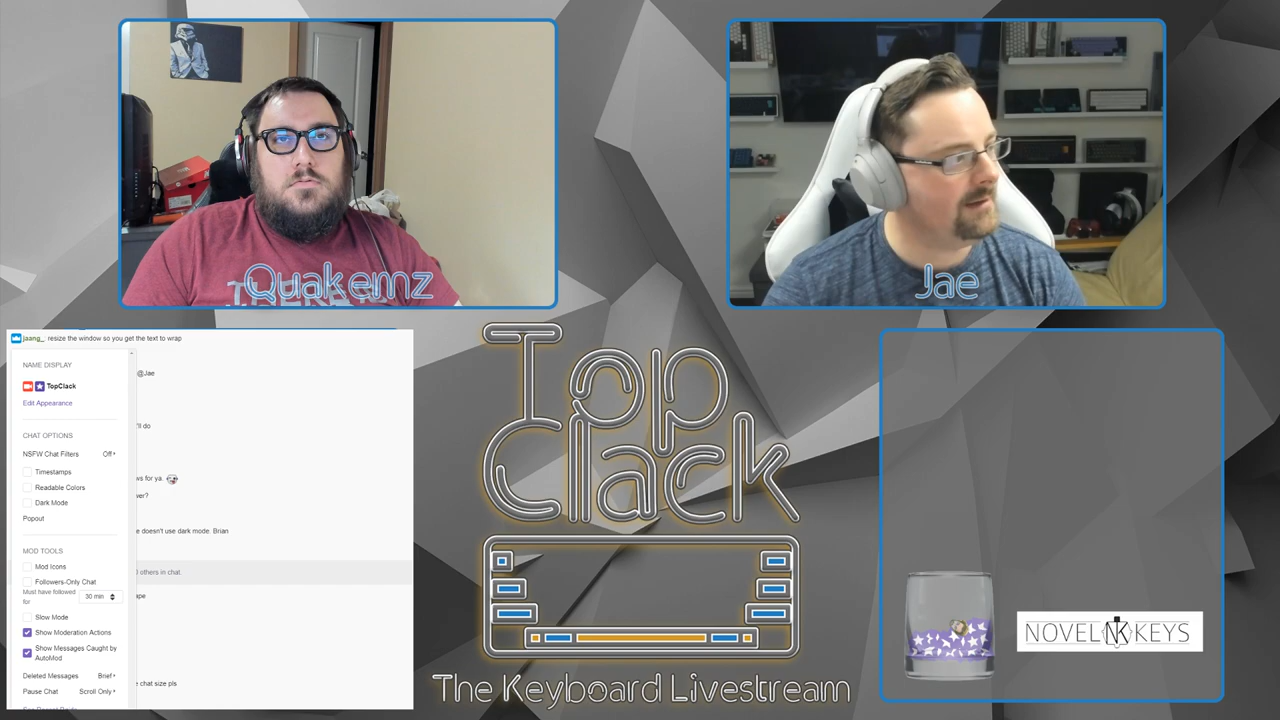 Quakemz
Jae
jaang_: resize the window so you get the text to wrap
NAME DISPLAY
@Jae
TopClack
Edit Appearance
'll do
CHAT OPTIONS
NSFW Chat Filters Off
Timestamps
ws for ya.
Readable Colors
wer?
Dark Mode
Popout
e doesn't use dark mode. Brian
MOD TOOLS
Mod Icons
others in chat
Followers-Only Chat
Must have followed for 30 min
ape
Slow Mode
Show Moderation Actions
Show Messages Caught by
AutoMod
Deleted Messages Brief
e chat size pls
Pause Chat Scroll Only
Top
Clack
The Keyboard Livestream
NOVEL NK KEYS